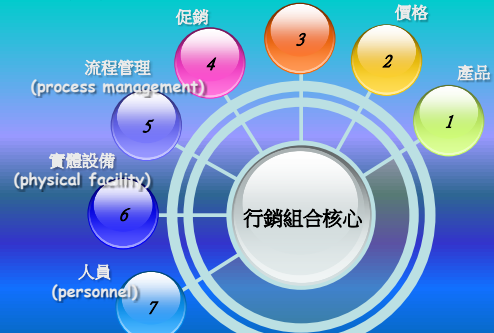 促銷
價格
3
4
2
流程管理
(process management)
產品
1
5
實體設備
(physical facility)
6
行銷組合核心
人員
(personnel)
7